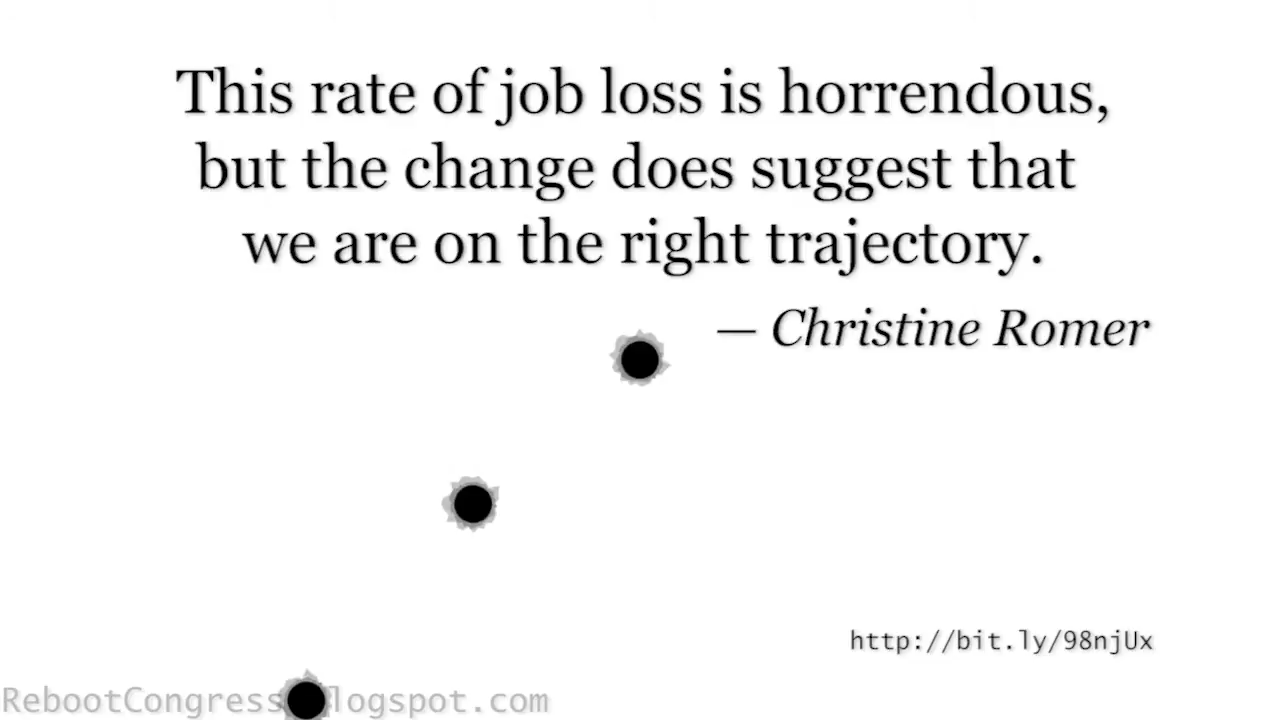 This rate of job loss is horrendous,
but the change does suggest that
we are on the right trajectory.
— Christine Romer
http://bit.ly/98njUx
RebootCongress logspot.com